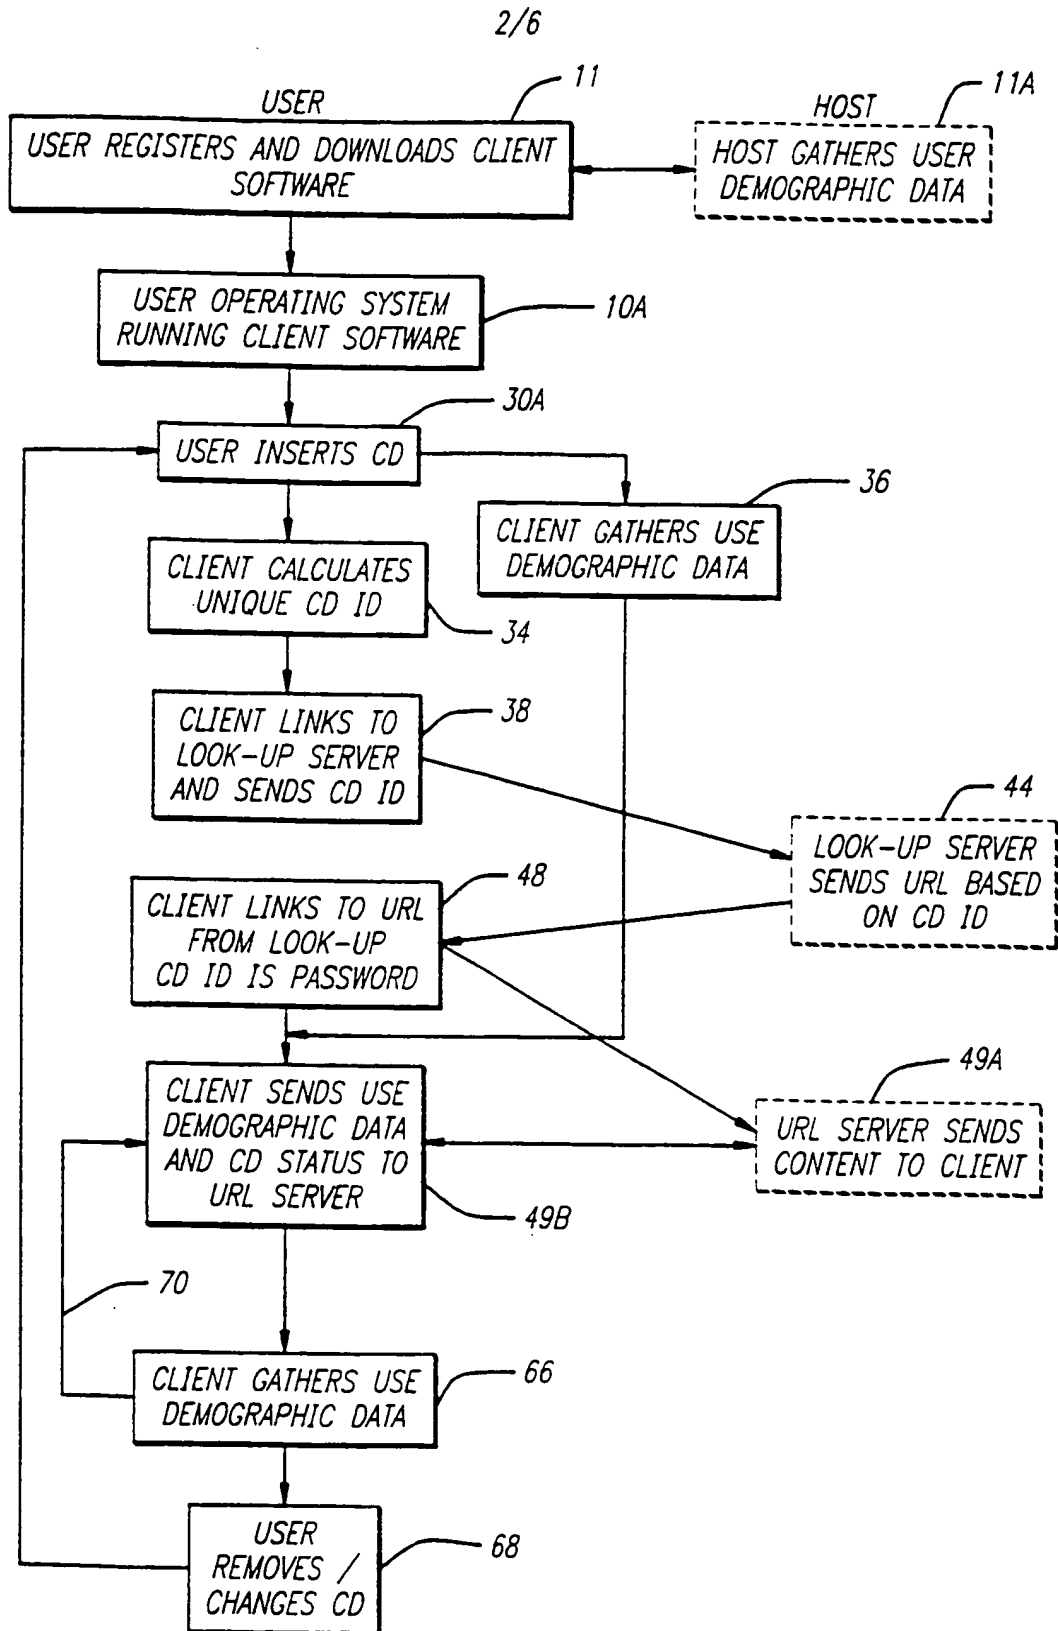 2/6
11
11A
USER
HOST
USER REGISTERS AND DOWNLOADS CLIENT
SOFTWARE
HOST GATHERS USER
DEMOGRAPHIC DATA
USER OPERATING SYSTEM
RUNNING CLIENT SOFTWARE
10A
30A
USER INSERTS CD
36
CLIENT GATHERS USE
DEMOGRAPHIC DATA
CLIENT CALCULATES
UNIQUE CD ID
34
CLIENT LINKS TO
LOOK-UP SERVER
AND SENDS CD ID
38
44
LOOK-UP SERVER
SENDS URL BASED
ON CD ID
48
CLIENT LINKS TO URL
FROM LOOK-UP
CD ID IS PASSWORD
49A
CLIENT SENDS USE
DEMOGRAPHIC DATA
AND CD STATUS TO
URL SERVER
URL SERVER SENDS
CONTENT TO CLIENT
49B
70
CLIENT GATHERS USE
DEMOGRAPHIC DATA
66
USER
REMOVES /
CHANGES CD
68